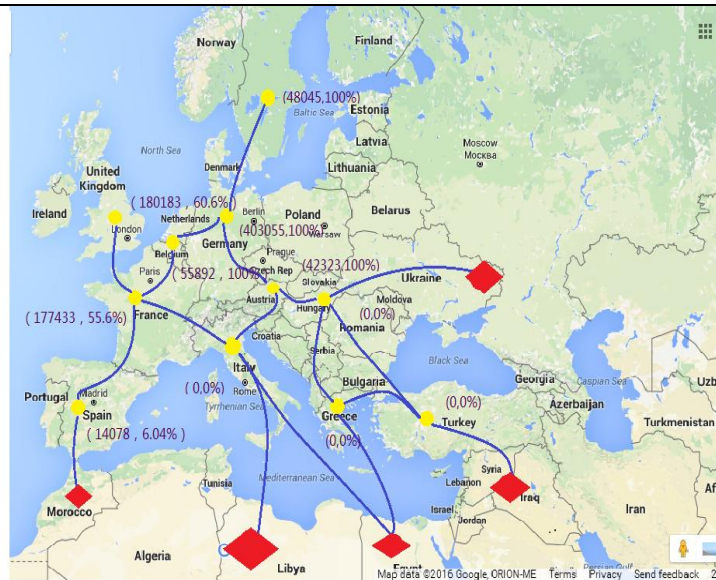 Norway
Finland
(48045,100%)
Baltic Sea
Estonia
Latvia
Lithuania
Moscow
Москва
North Sea
Denmark
United
Kingdom
Ireland
( 180183 , 60.6% )
London
Netherlands
Berlin
Poland
Warsaw
Belarus
(403055,100%)
Germany
Belgium
Prague
Czech Rep
( 55892 , 100%)
(42323,100%)
Paris
Slovakia
Ukraine
Austria
Hungary
Moldova
France
( 177433 , 55.6%)
(0,0%)
Romania
Croatia
Serbia
Italy
Rome
( 0,0%)
Black Sea
Bulgaria
Georgia
Caspian Sea
Azerbaijan
Turkmenistan
Uzb
Portugal
Madrid
Spain
Tyrrhenian Sea
Greece
(0,0%)
Turkey
(0,0%)
( 14078 , 6.04% )
Mediterranean Sea
Tunisia
Syria
Lebanon
Iraq
Israel
Jordan
Iran
Morocco
Algeria
Libya
Egypt
Persian Gulf
Map data ©2016 Google, ORION-ME Terms Privacy Send feedback 2